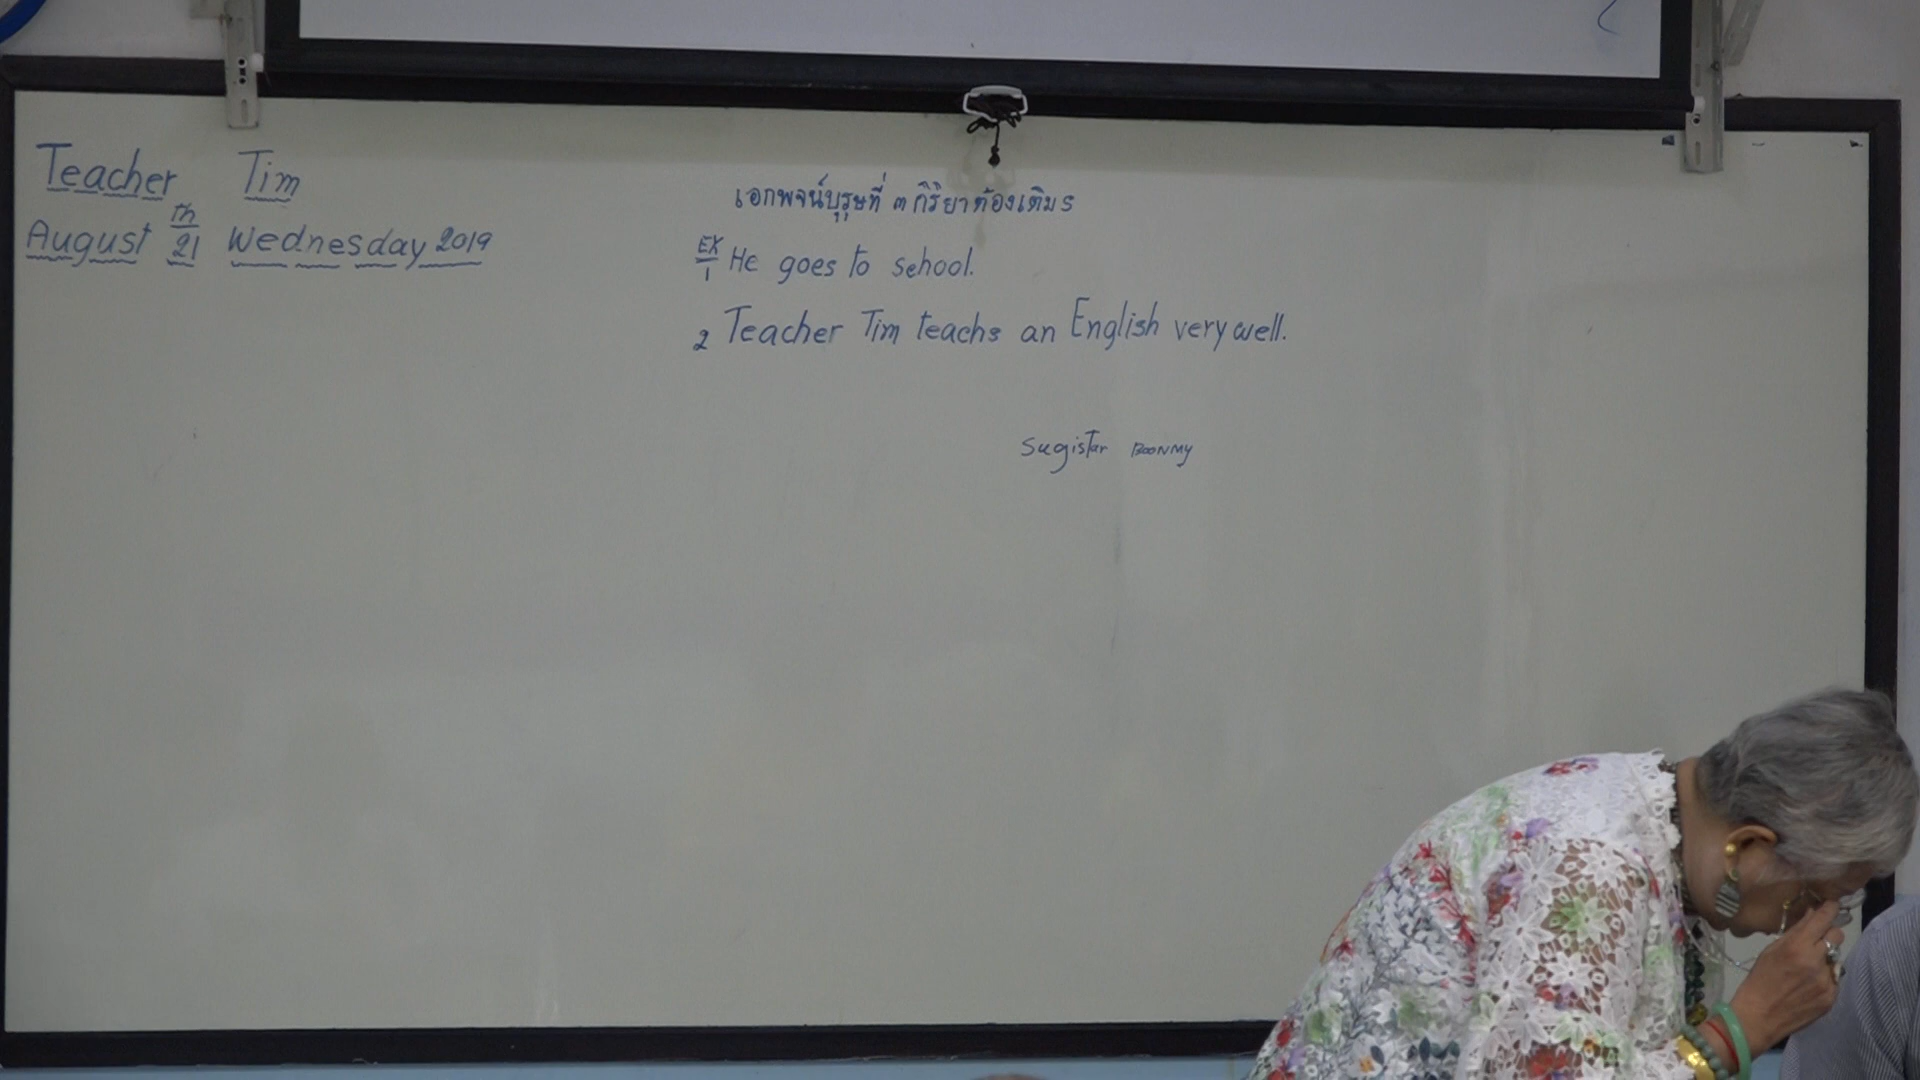 Teacher Tim
August 21th Wednesday 2019
เอกพจน์บุรุษที่ ๓ กิริยาต้องเติม s
EX
1 He goes to school.
2 Teacher Tim teachs an English very well.
Sugistar BOONMY